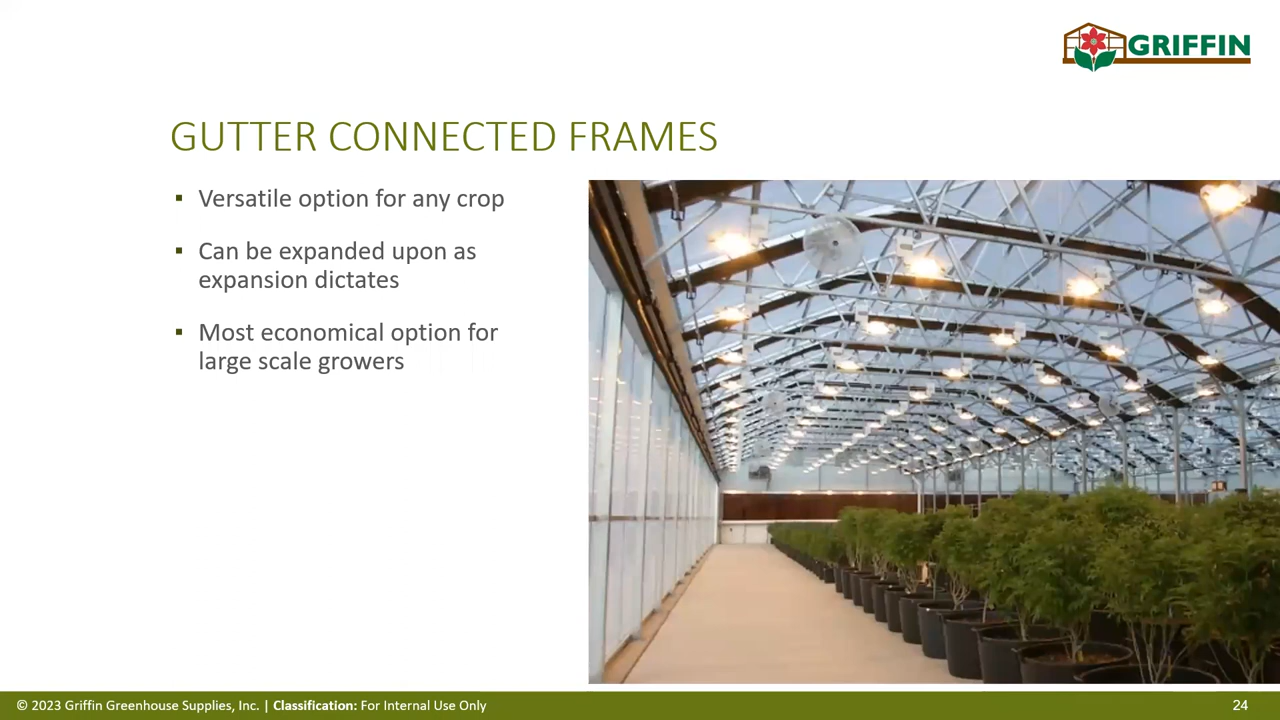 GRIFFIN
GUTTER CONNECTED FRAMES
▪ Versatile option for any crop
▪ Can be expanded upon as
expansion dictates
▪ Most economical option for
large scale growers
© 2023 Griffin Greenhouse Supplies, Inc. | Classification: For Internal Use Only
24